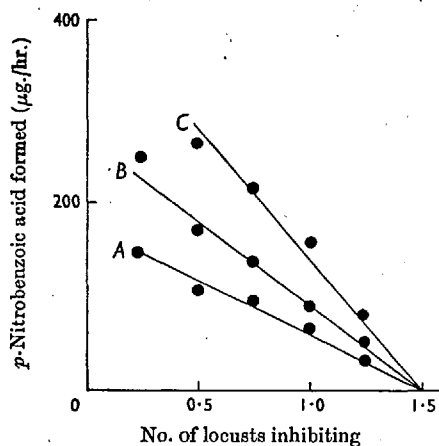 p-Nitrobenzoic acid formed (µg./hr.)
400
200
0
C
B
A
0·5
1·0
1·5
No. of locusts inhibiting